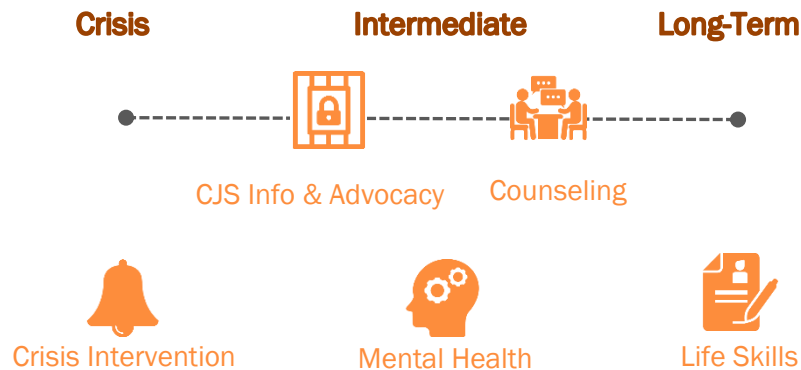 Crisis
Intermediate
Long-Term
CJS Info & Advocacy
Counseling
Crisis Intervention
Mental Health
Life Skills